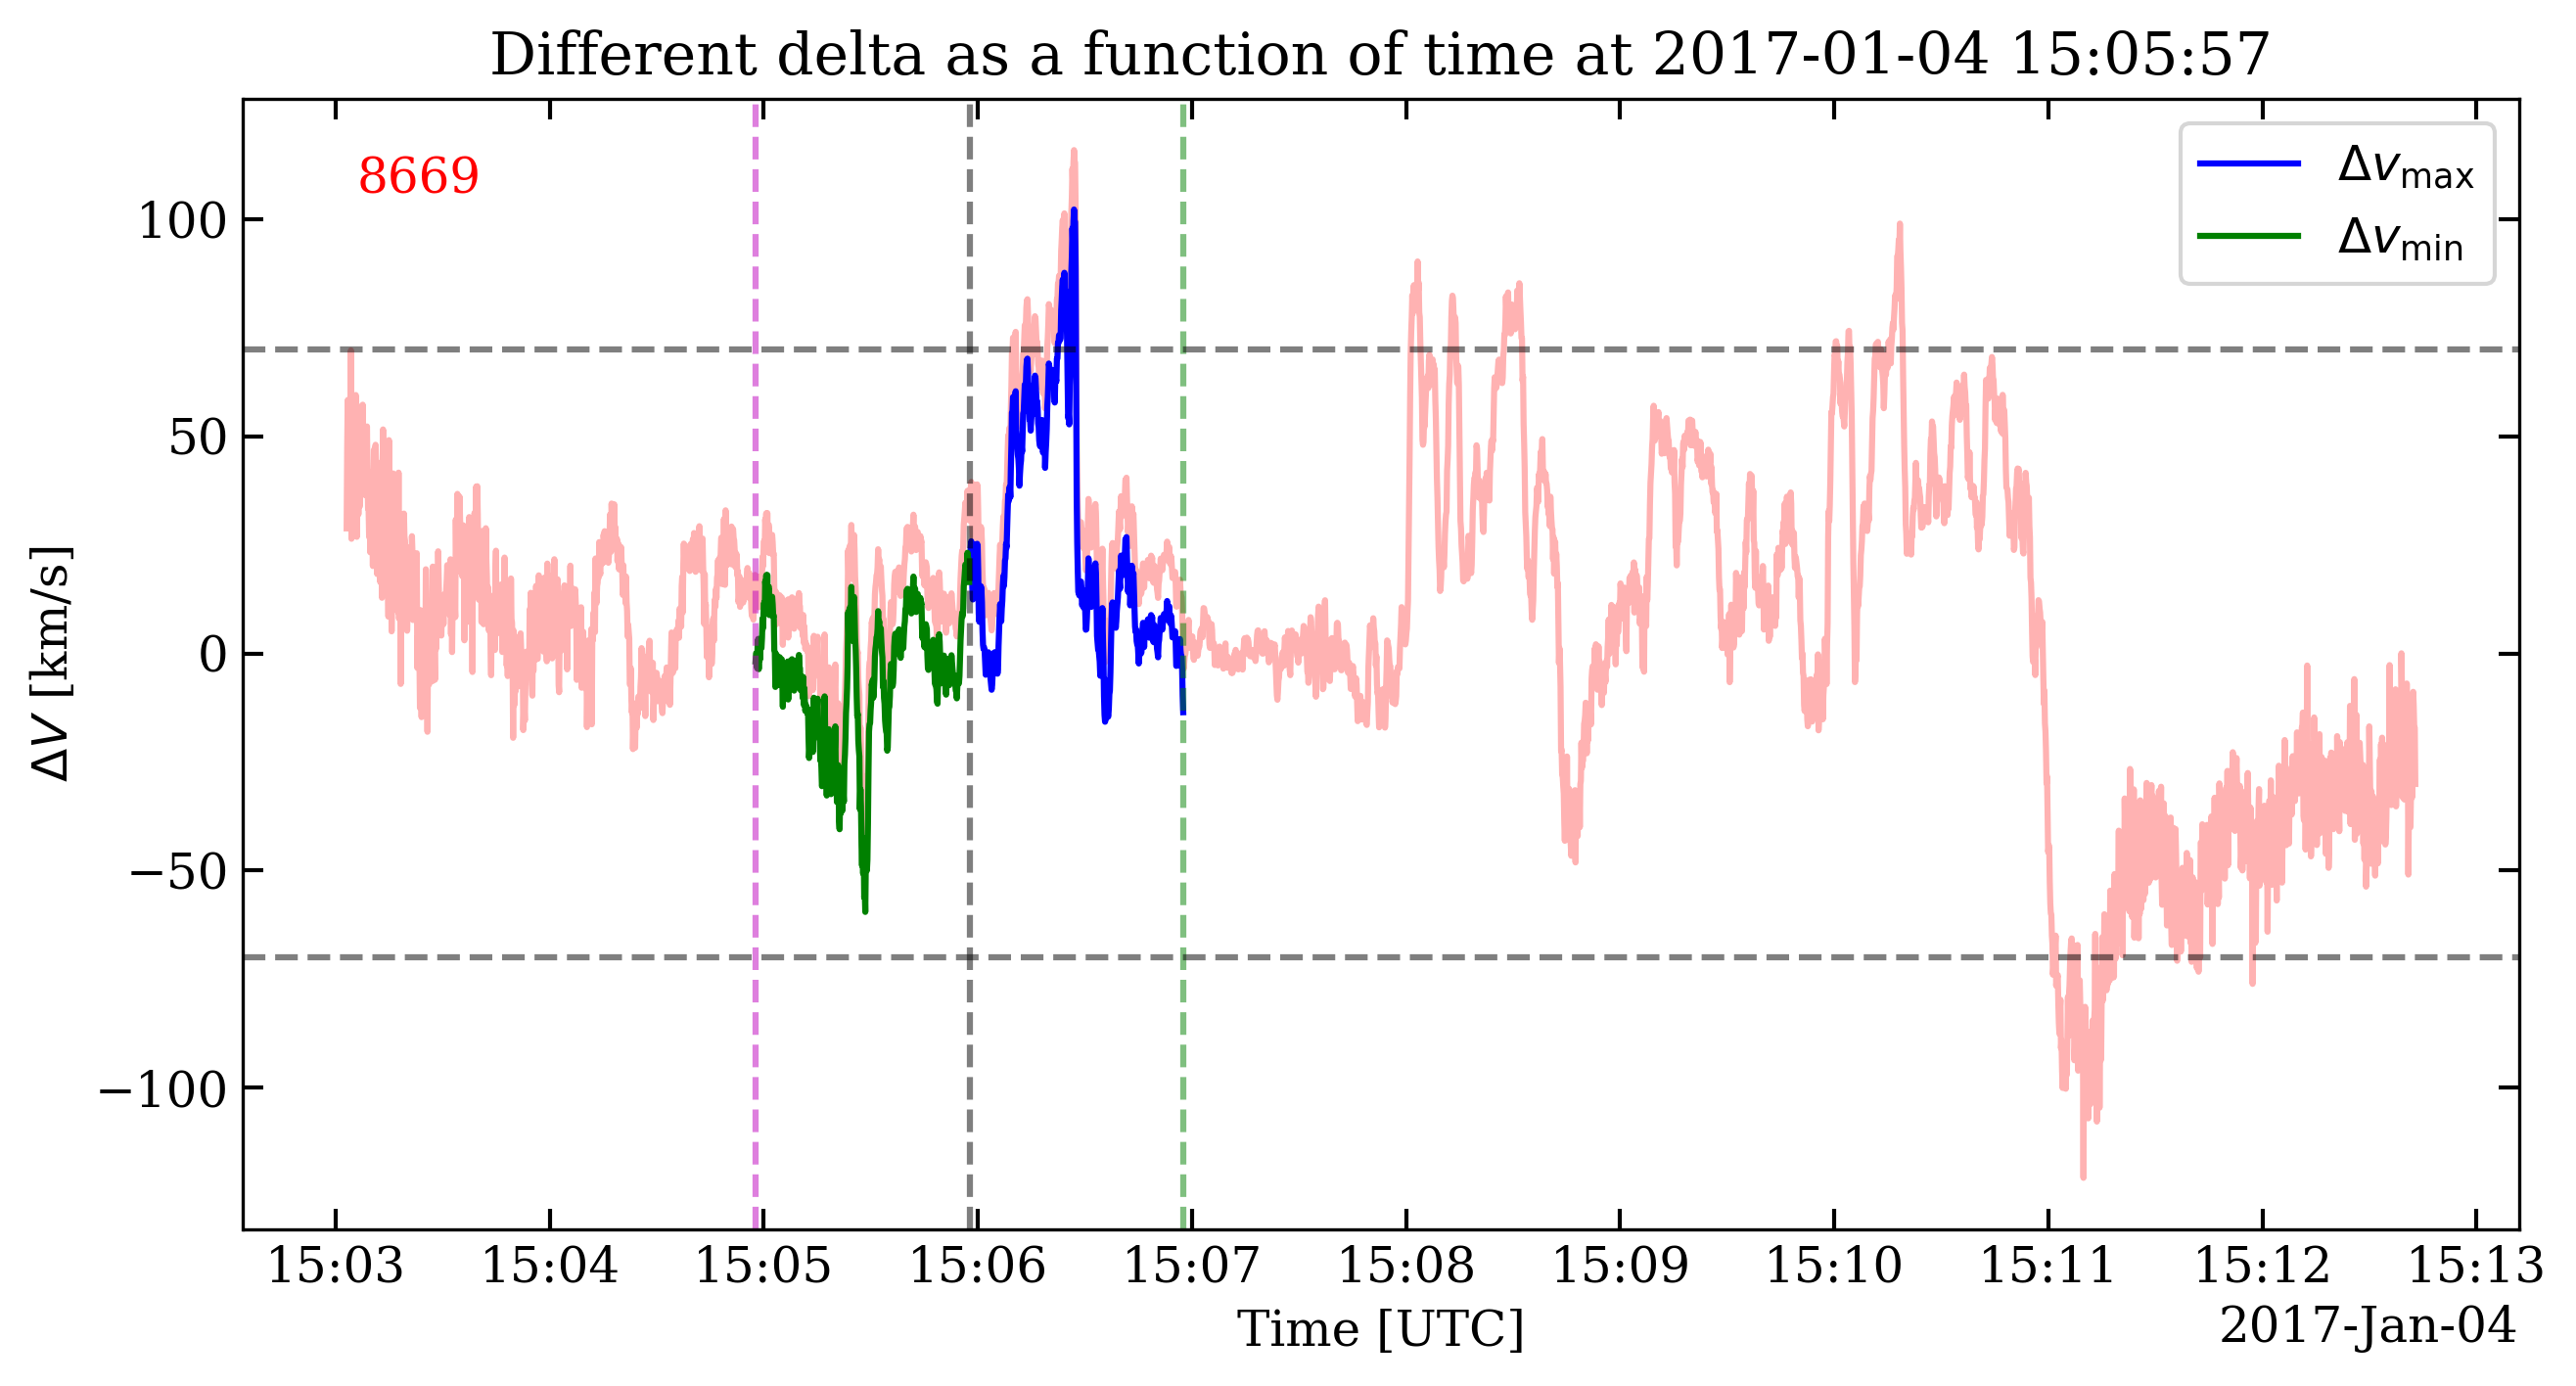 Different delta as a function of time at 2017-01-04 15:05:57
8669
Δv_max
Δv_min
100
50
0
−50
−100
ΔV [km/s]
15:03 15:04 15:05 15:06 15:07 15:08 15:09 15:10 15:11 15:12 15:13
Time [UTC]
2017-Jan-04